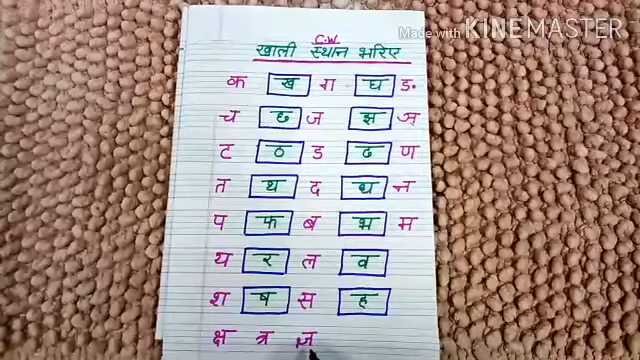 Made with KINEMASTER
C.W.
खाली स्थान भरिए
क ख ग घ ङ
च छ ज झ ञ
ट ठ ड ढ ण
त थ द ध न
प फ ब भ म
य र ल व
श ष स ह
क्ष त्र ज